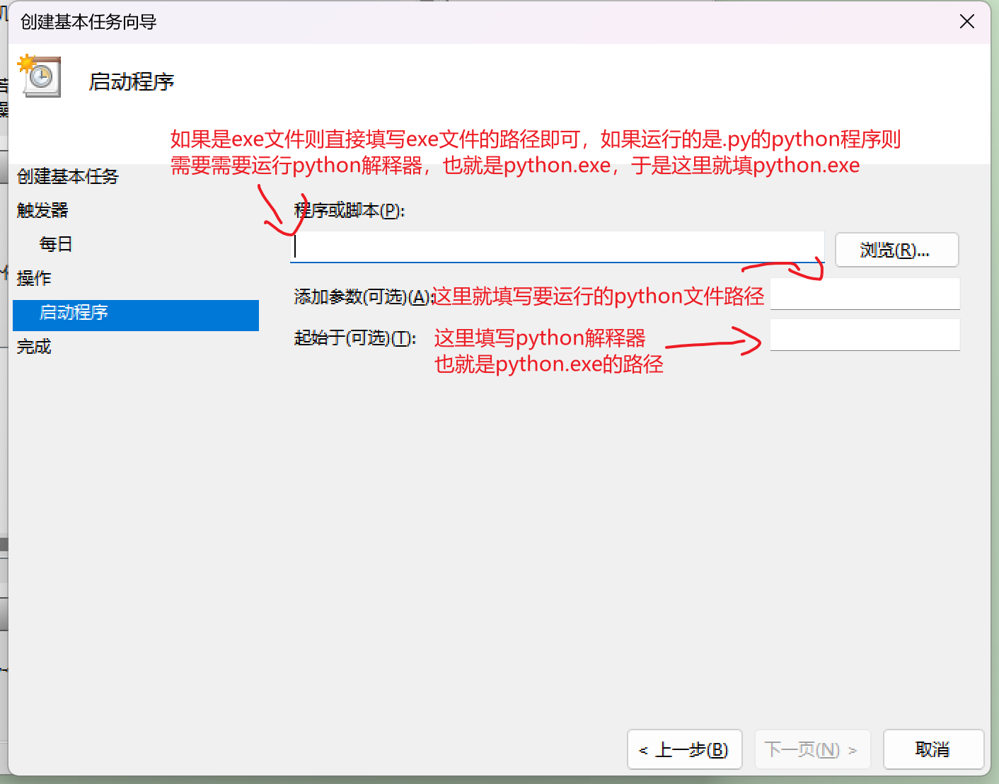 创建基本任务向导
启动程序
如果是exe文件则直接填写exe文件的路径即可，如果运行的是.py的python程序则
需要需要运行python解释器，也就是python.exe，于是这里就填python.exe
创建基本任务
触发器
每日
操作
启动程序
完成
程序或脚本(P):
浏览(R)...
添加参数(可选)(A):
这里就填写要运行的python文件路径
起始于(可选)(T):
这里填写python解释器
也就是python.exe的路径
< 上一步(B)
下一页(N) >
取消